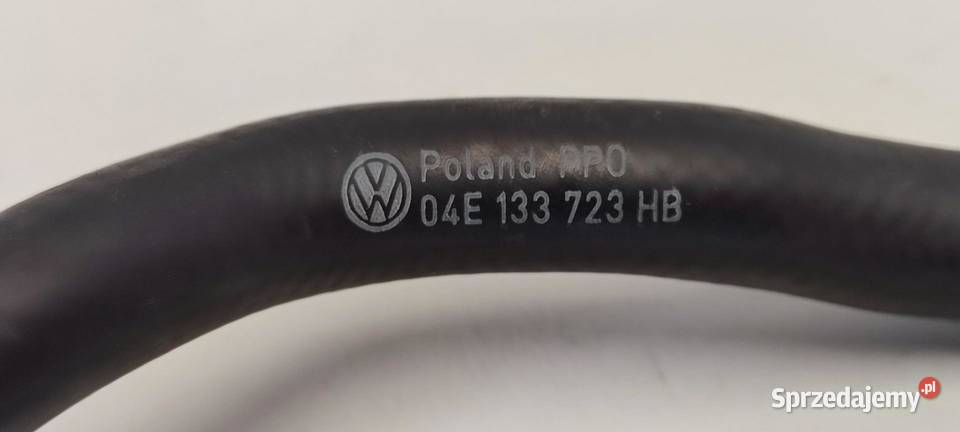 Poland PPO
04E 133 723 HB
Sprzedajemy.pl